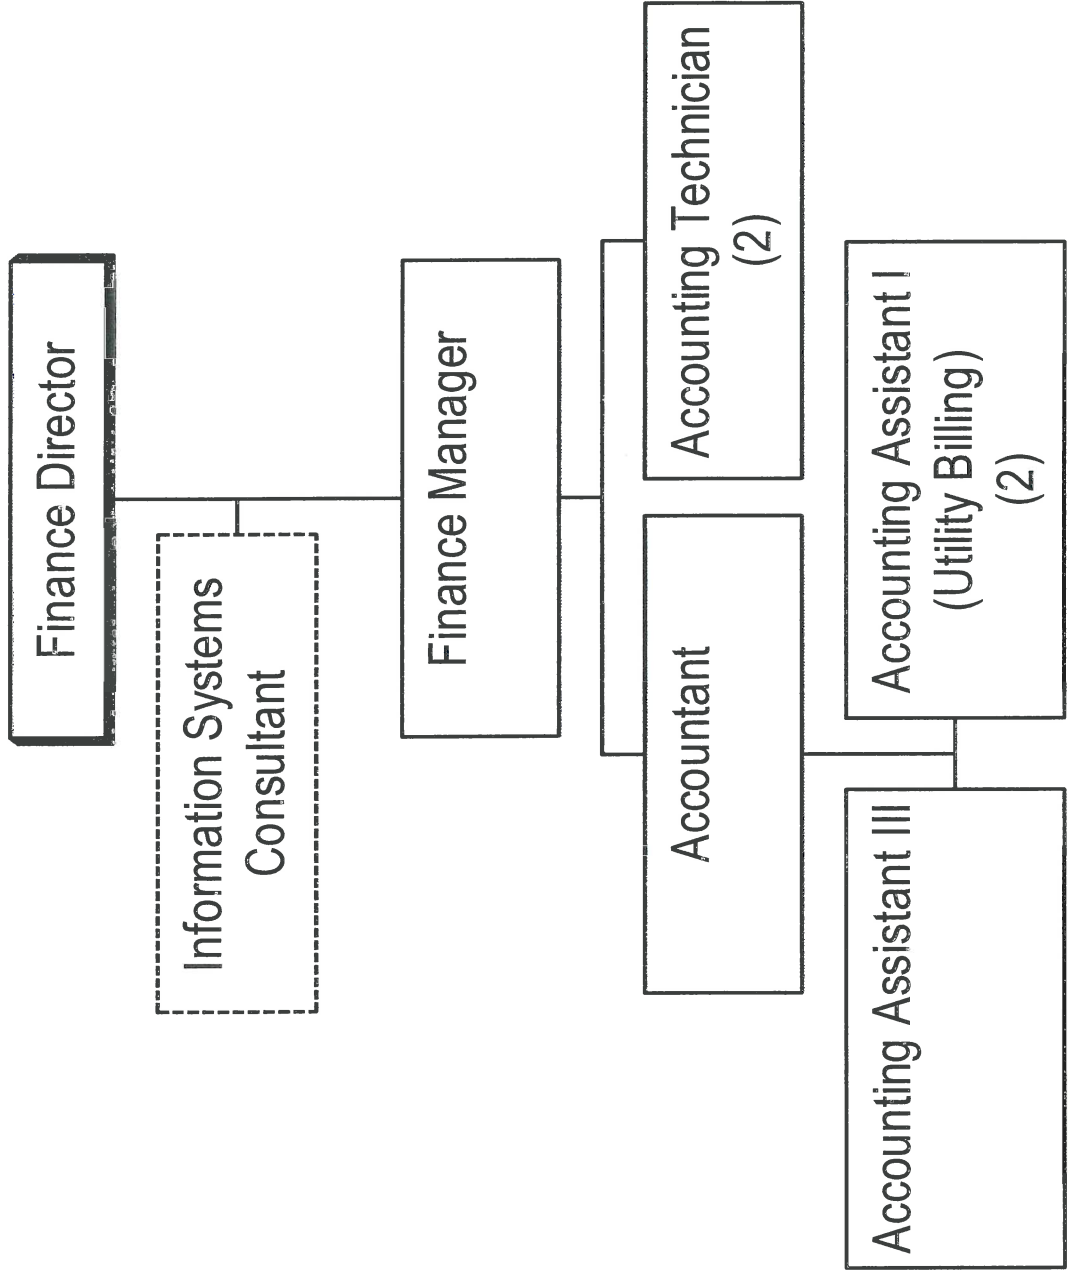 Finance Director
Information Systems
Consultant
Finance Manager
Accountant
Accounting Technician
(2)
Accounting Assistant III
Accounting Assistant I
(Utility Billing)
(2)